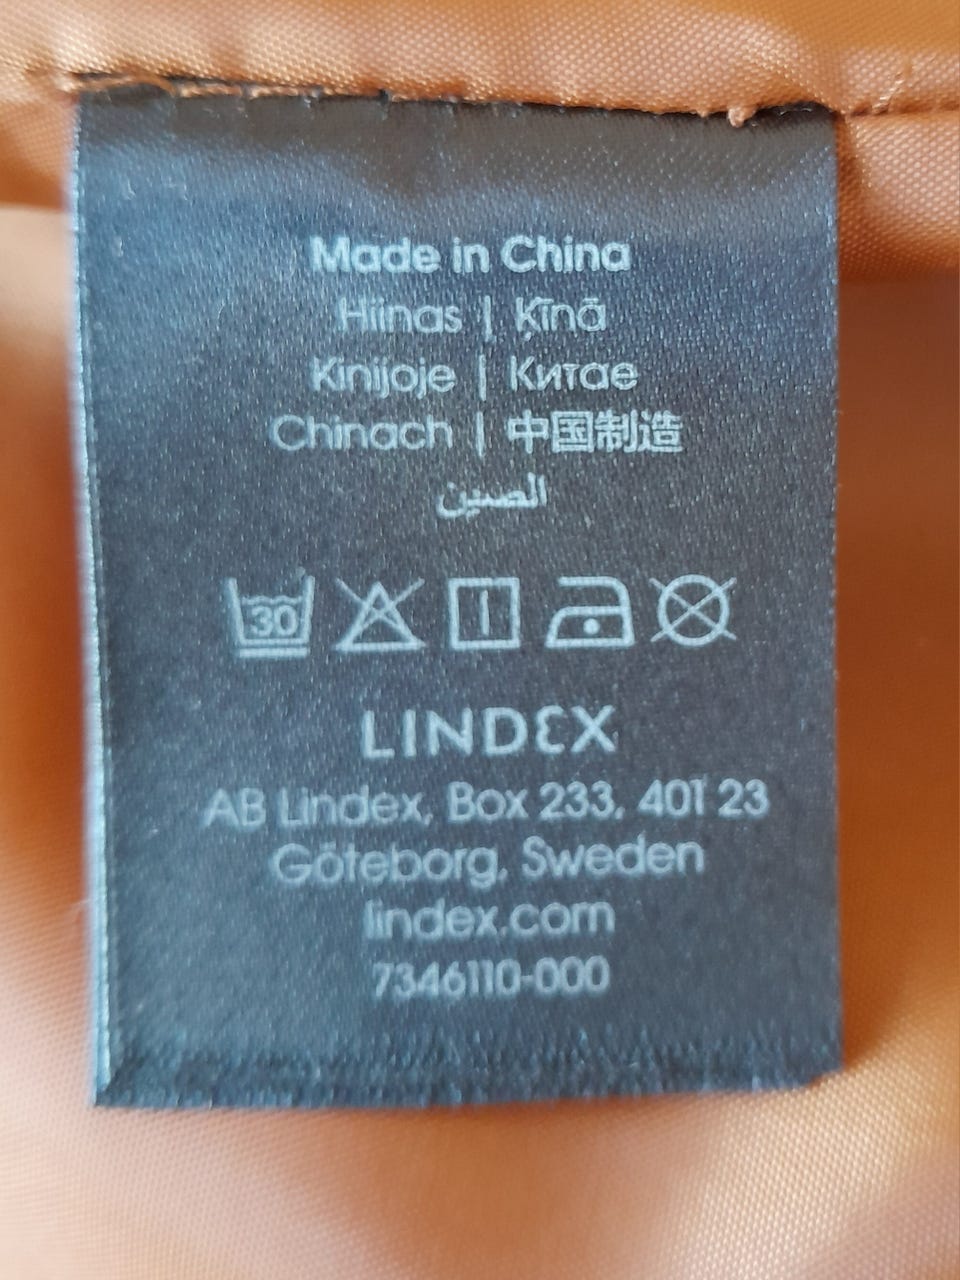 Made in China
Hiinas | Ķīnā
Kinijoje | Китае
Chinach | 中国制造
الصين
30
LINDEX
AB Lindex, Box 233, 401 23
Göteborg, Sweden
lindex.com
7346110-000